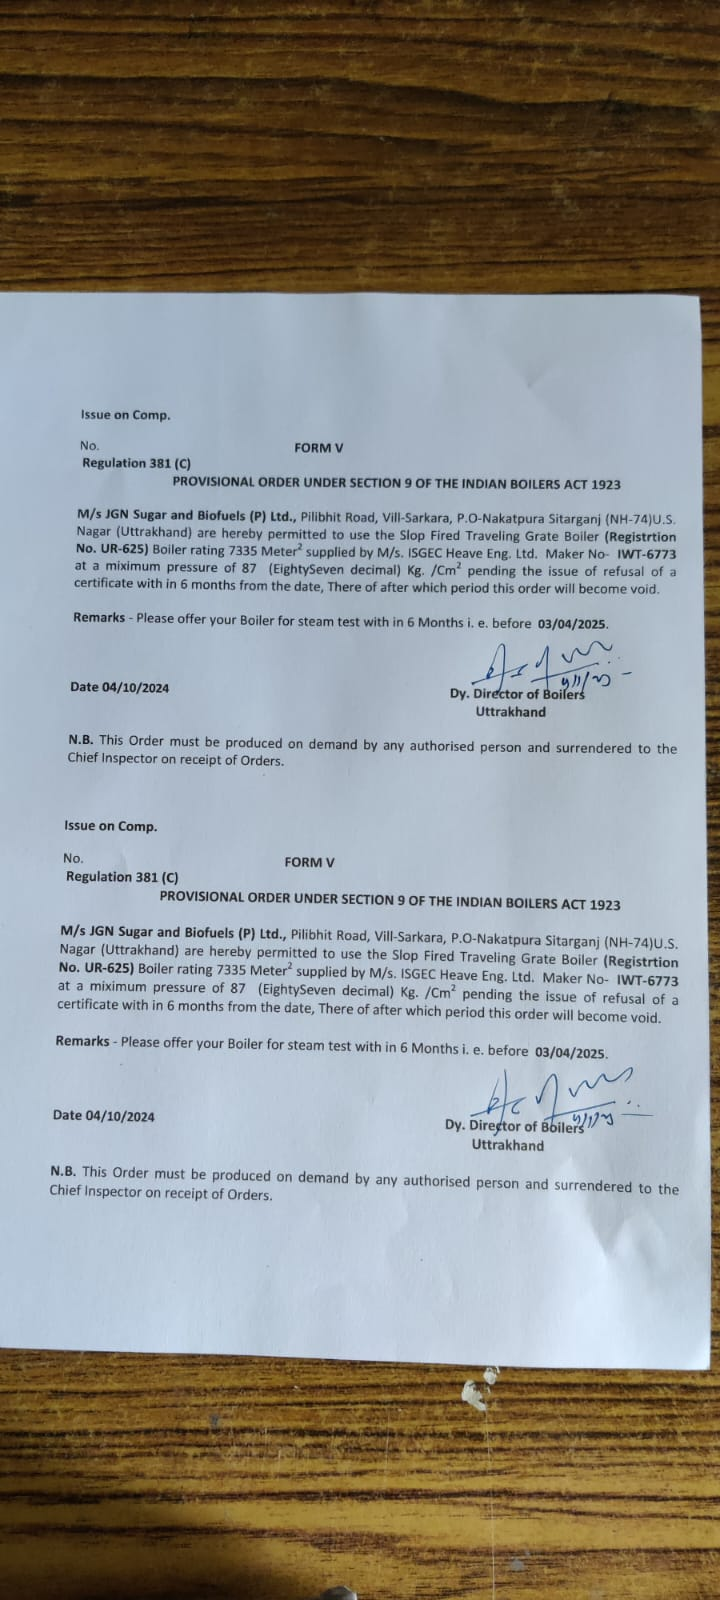 Issue on Comp.
No.
FORM V
Regulation 381 (C)
PROVISIONAL ORDER UNDER SECTION 9 OF THE INDIAN BOILERS ACT 1923
M/s JGN Sugar and Biofuels (P) Ltd., Pilibhit Road, Vill-Sarkara, P.O-Nakatpura Sitarganj (NH-74)U.S.
Nagar (Uttrakhand) are hereby permitted to use the Slop Fired Traveling Grate Boiler (Registrtion
No. UR-625) Boiler rating 7335 Meter² supplied by M/s. ISGEC Heave Eng. Ltd. Maker No- IWT-6773
at a miximum pressure of 87 (EightySeven decimal) Kg. /Cm² pending the issue of refusal of a
certificate with in 6 months from the date, There of after which period this order will become void.
Remarks - Please offer your Boiler for steam test with in 6 Months i. e. before 03/04/2025.
Date 04/10/2024
Dy. Director of Boilers
Uttrakhand
N.B. This Order must be produced on demand by any authorised person and surrendered to the
Chief Inspector on receipt of Orders.
Issue on Comp.
No.
FORM V
Regulation 381 (C)
PROVISIONAL ORDER UNDER SECTION 9 OF THE INDIAN BOILERS ACT 1923
M/s JGN Sugar and Biofuels (P) Ltd., Pilibhit Road, Vill-Sarkara, P.O-Nakatpura Sitarganj (NH-74)U.S.
Nagar (Uttrakhand) are hereby permitted to use the Slop Fired Traveling Grate Boiler (Registrtion
No. UR-625) Boiler rating 7335 Meter² supplied by M/s. ISGEC Heave Eng. Ltd. Maker No- IWT-6773
at a miximum pressure of 87 (EightySeven decimal) Kg. /Cm² pending the issue of refusal of a
certificate with in 6 months from the date, There of after which period this order will become void.
Remarks - Please offer your Boiler for steam test with in 6 Months i. e. before 03/04/2025.
Date 04/10/2024
Dy. Director of Boilers
Uttrakhand
N.B. This Order must be produced on demand by any authorised person and surrendered to the
Chief Inspector on receipt of Orders.